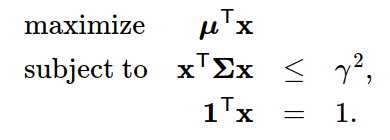 maximize μᵀx
subject to xᵀΣx ≤ γ²,
1ᵀx = 1.